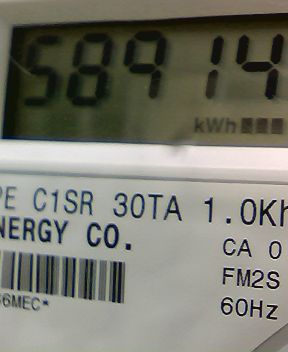 58914
kWh
PE C1SR 30TA 1.0Kh
NERGY CO.
CA 0
FM2S
6MEC*
60Hz